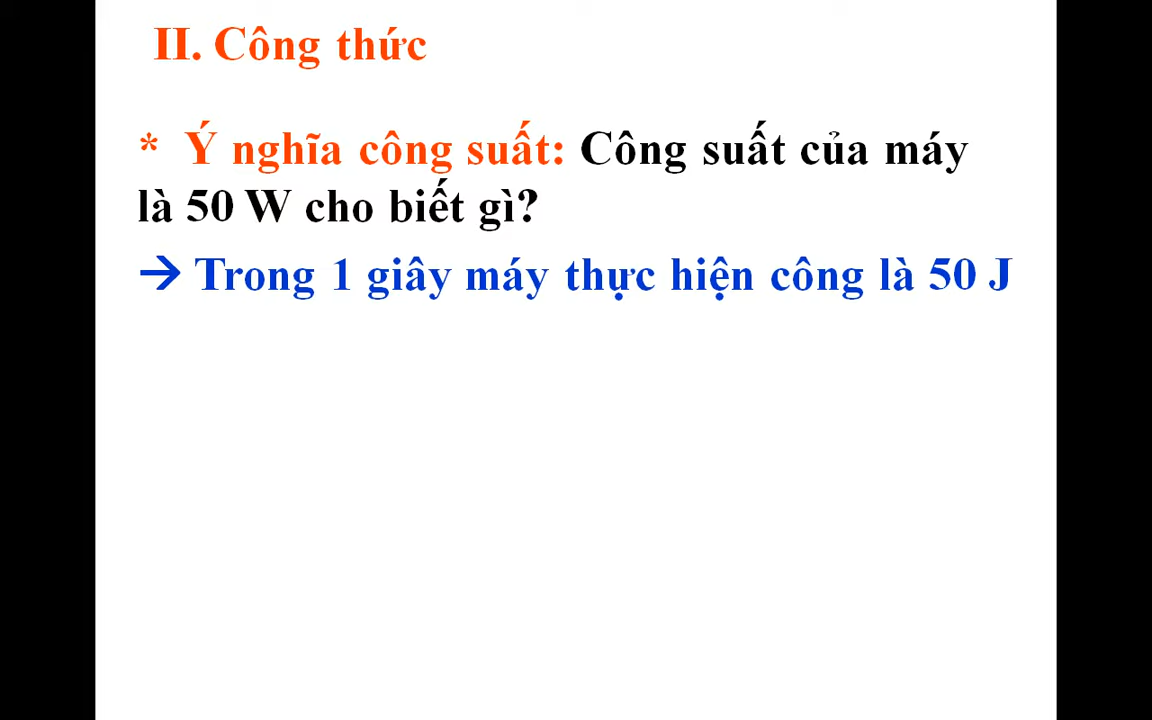 II. Công thức
* Ý nghĩa công suất: Công suất của máy
là 50 W cho biết gì?
→ Trong 1 giây máy thực hiện công là 50 J